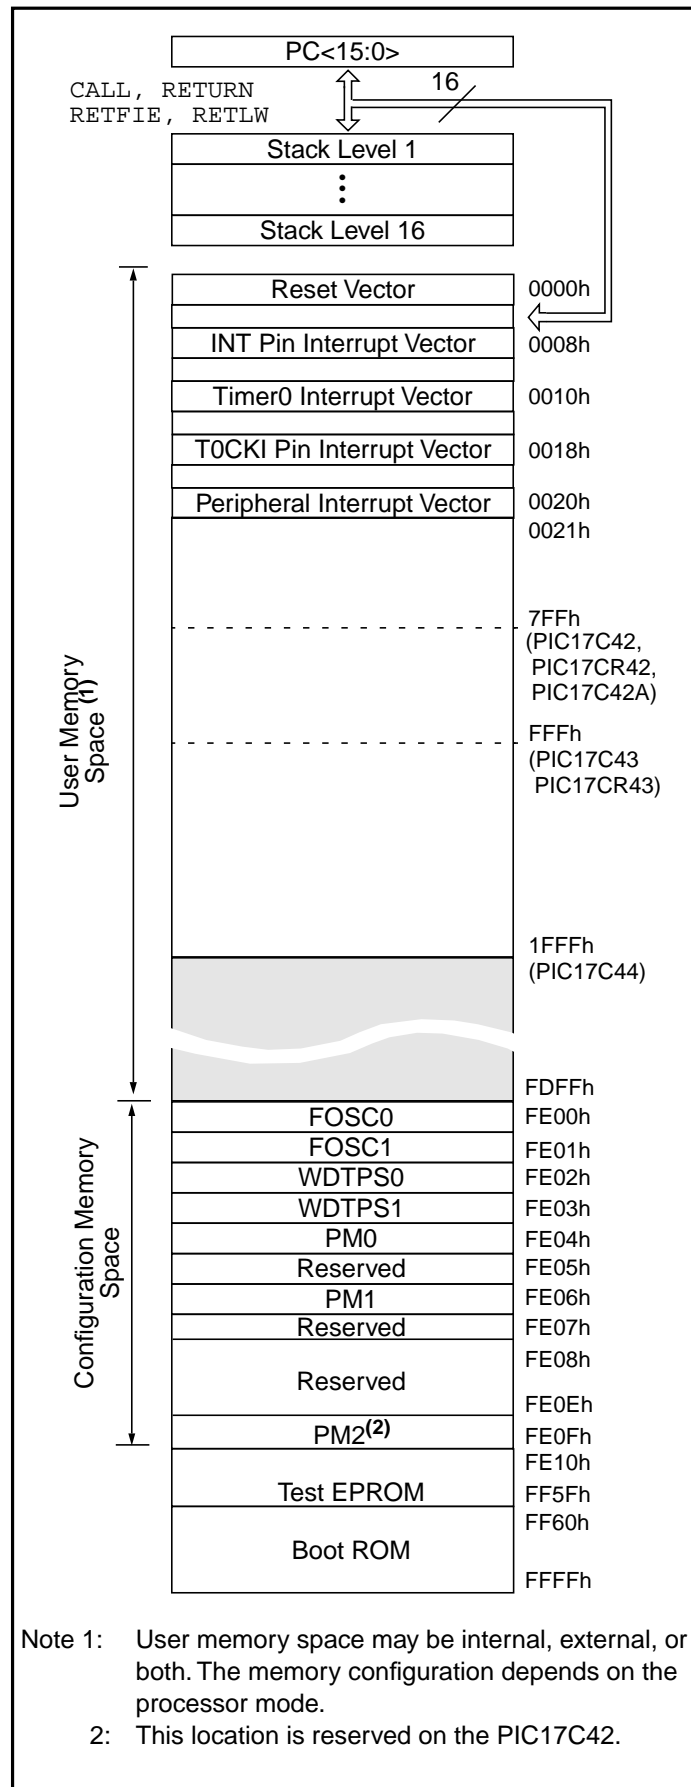 PC<15:0>
CALL, RETURN
RETFIE, RETLW
16
Stack Level 1
Stack Level 16
Reset Vector
0000h
INT Pin Interrupt Vector
0008h
Timer0 Interrupt Vector
0010h
T0CKI Pin Interrupt Vector
0018h
Peripheral Interrupt Vector
0020h
0021h
7FFh
(PIC17C42,
PIC17CR42,
PIC17C42A)
FFFh
(PIC17C43
PIC17CR43)
User Memory
Space (1)
1FFFh
(PIC17C44)
FDFFh
FOSC0
FE00h
FOSC1
FE01h
WDTPS0
FE02h
WDTPS1
FE03h
PM0
FE04h
Reserved
FE05h
PM1
FE06h
Reserved
FE07h
FE08h
Reserved
FE0Eh
PM2(2)
FE0Fh
Configuration Memory
Space
FE10h
Test EPROM
FF5Fh
FF60h
Boot ROM
FFFFh
Note 1: User memory space may be internal, external, or
both. The memory configuration depends on the
processor mode.
2: This location is reserved on the PIC17C42.